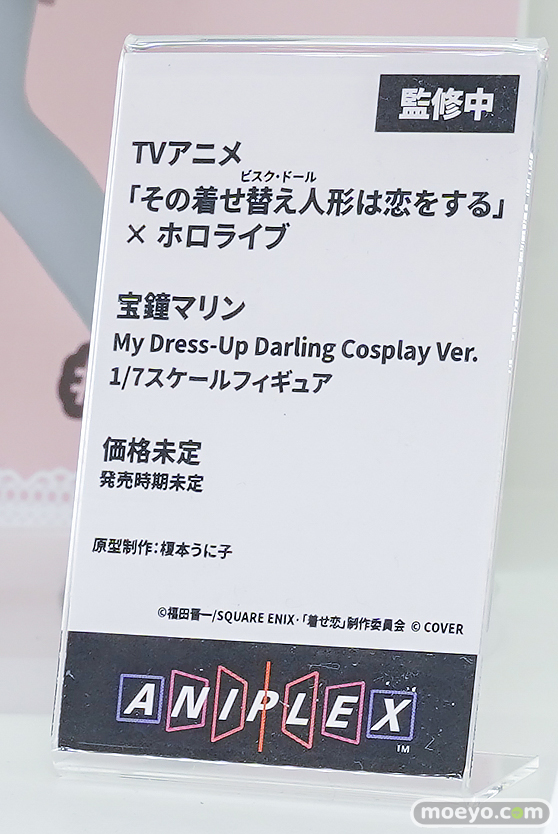 監修中
TVアニメ
ビスク・ドール
「その着せ替え人形は恋をする」
× ホロライブ
宝鐘マリン
My Dress-Up Darling Cosplay Ver.
1/7スケールフィギュア
価格未定
発売時期未定
原型制作：榎本うに子
©福田晋一/SQUARE ENIX・「着せ恋」製作委員会 © COVER
ANIPLEX
TM
moeyo.com